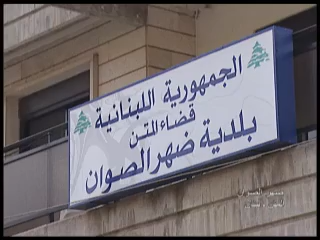 الجمهورية اللبنانية
قضاء المتن
بلدية ضهر الصوان